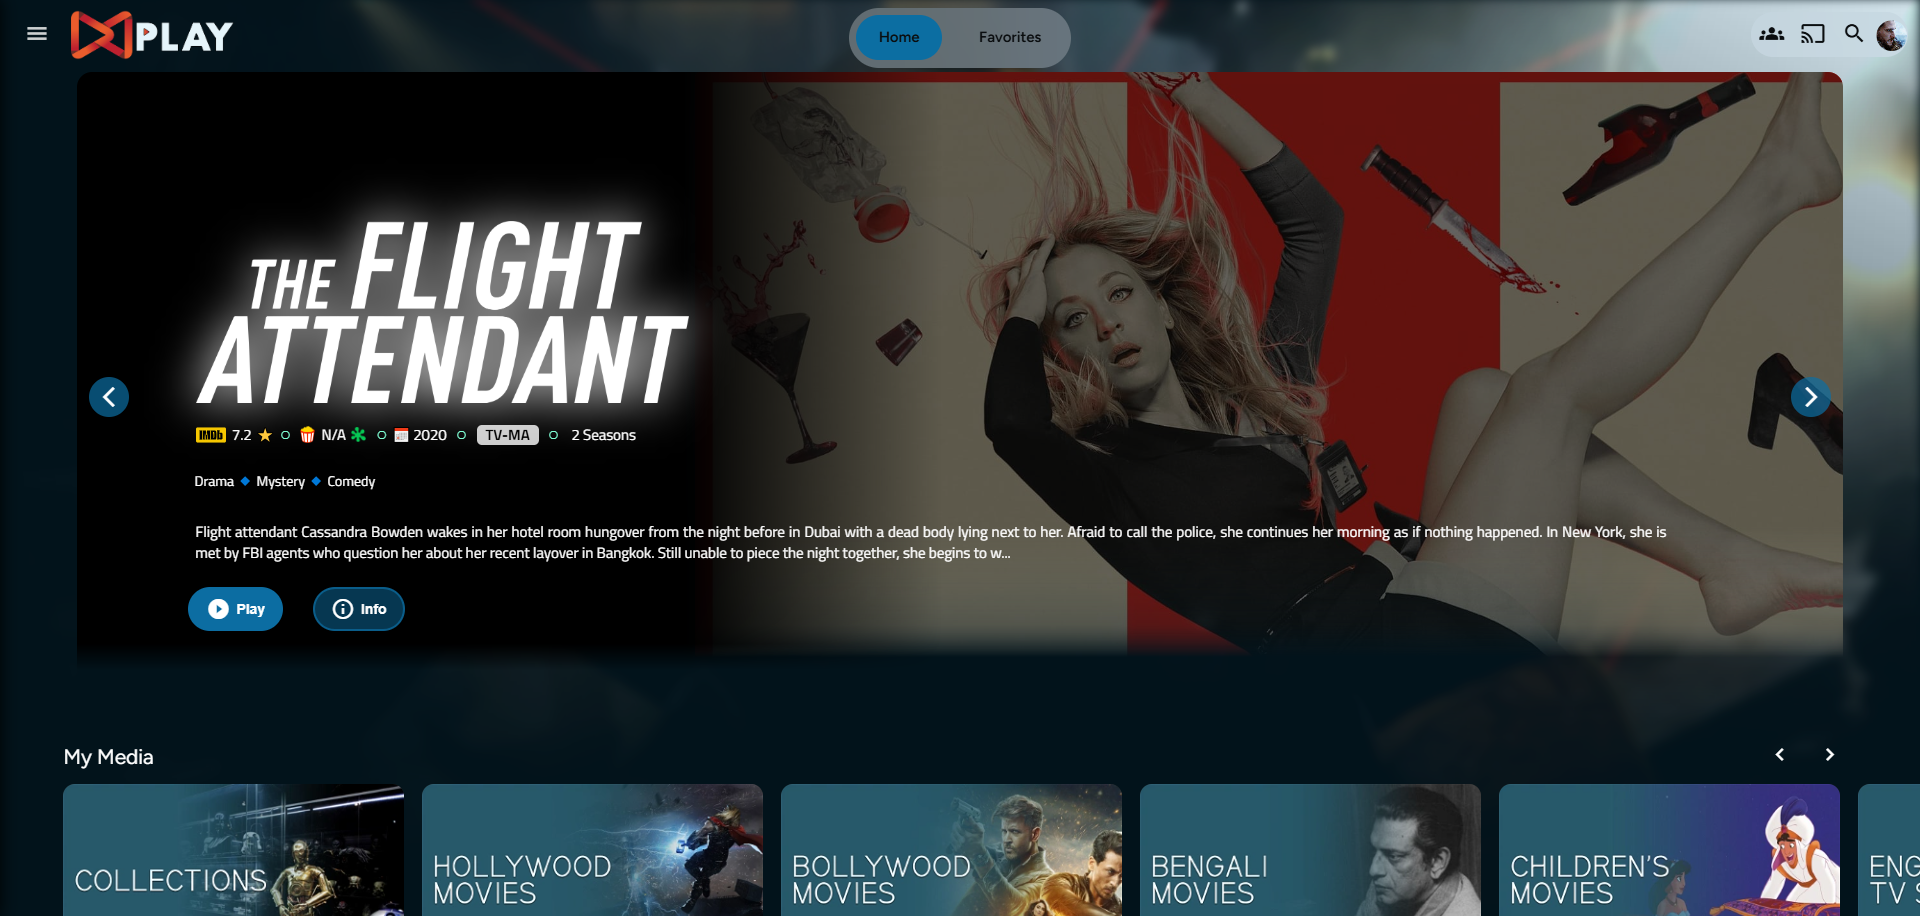 PLAY
Home
Favorites
THE FLIGHT
ATTENDANT
IMDb 7.2 N/A 2020 TV-MA 2 Seasons
Drama Mystery Comedy
Flight attendant Cassandra Bowden wakes in her hotel room hungover from the night before in Dubai with a dead body lying next to her. Afraid to call the police, she continues her morning as if nothing happened. In New York, she is
met by FBI agents who question her about her recent layover in Bangkok. Still unable to piece the night together, she begins to w...
Play
Info
My Media
COLLECTIONS
HOLLYWOOD
MOVIES
BOLLYWOOD
MOVIES
BENGALI
MOVIES
CHILDREN'S
MOVIES
ENG
TV S